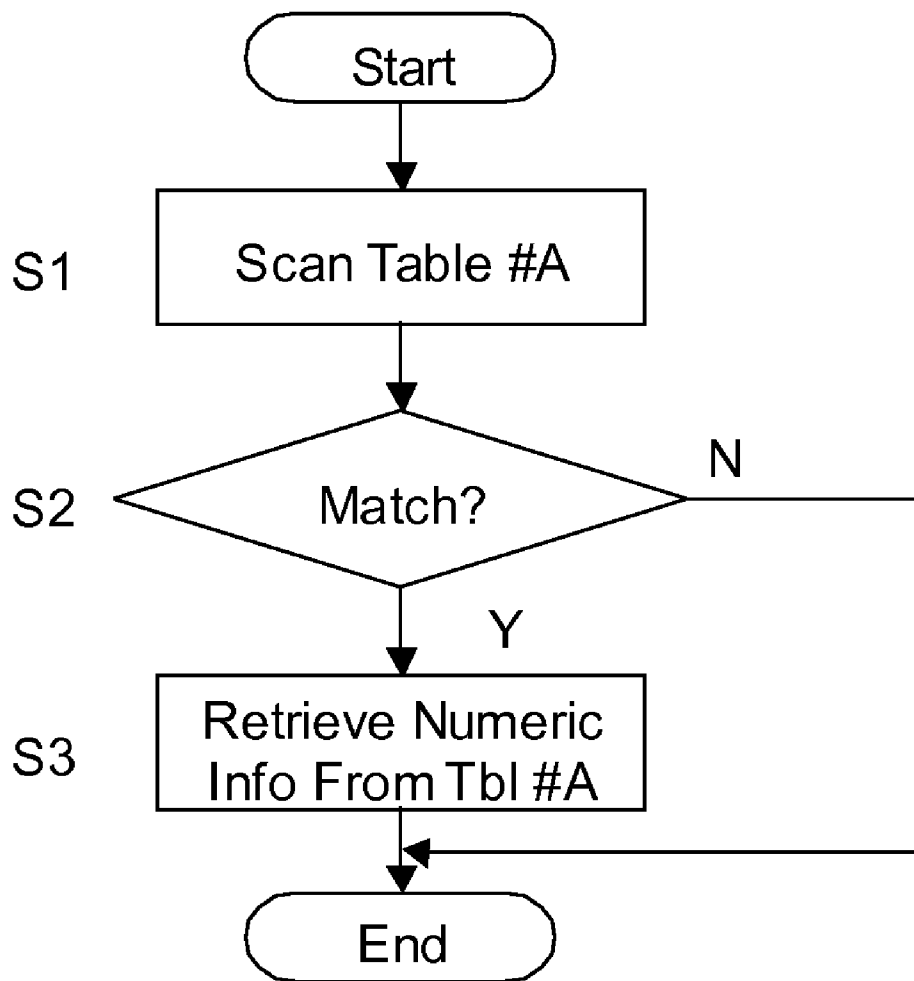 Start
S1
Scan Table #A
S2
Match?
N
Y
S3
Retrieve Numeric
Info From Tbl #A
End